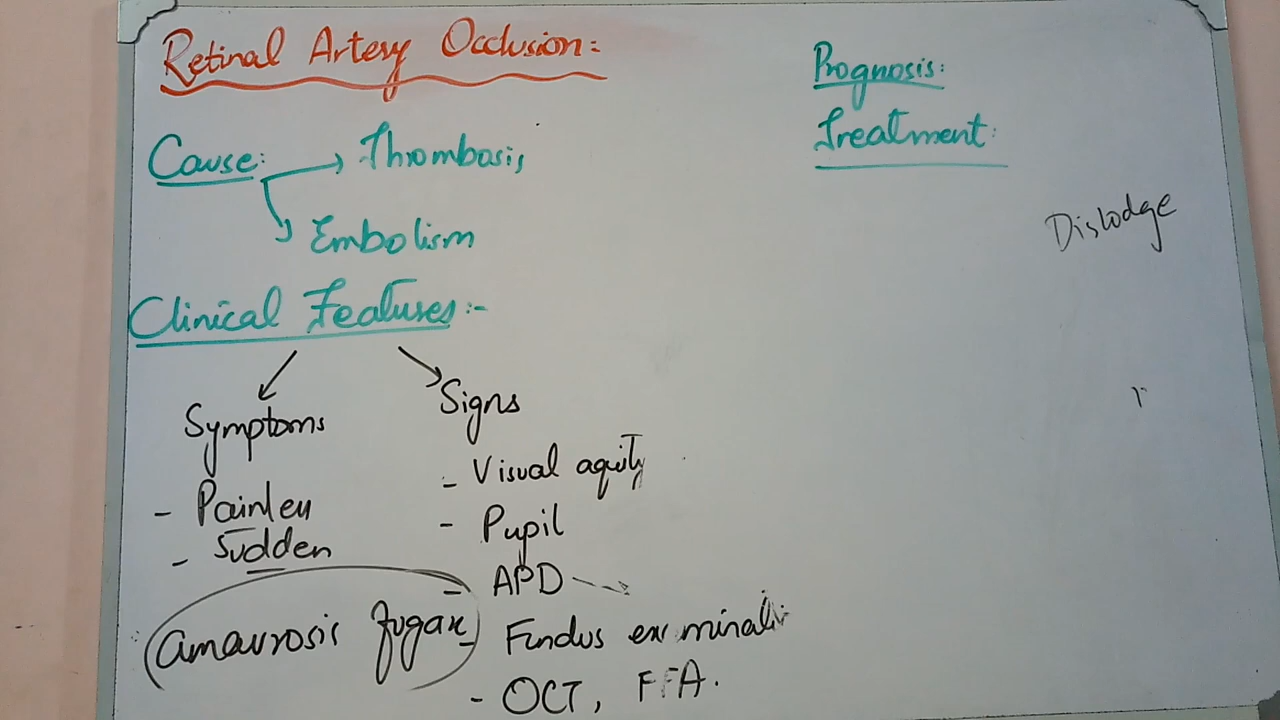 Retinal Artery Occlusion:
Cause: Thrombosis
Embolism
Clinical Features:-
Symptoms
- Painless
- Sudden
Amaurosis fugax
Signs
- Visual aquity
- Pupil
- APD
- Fundus
- OCT, FFA.
Prognosis:
Treatment:
Dislodge